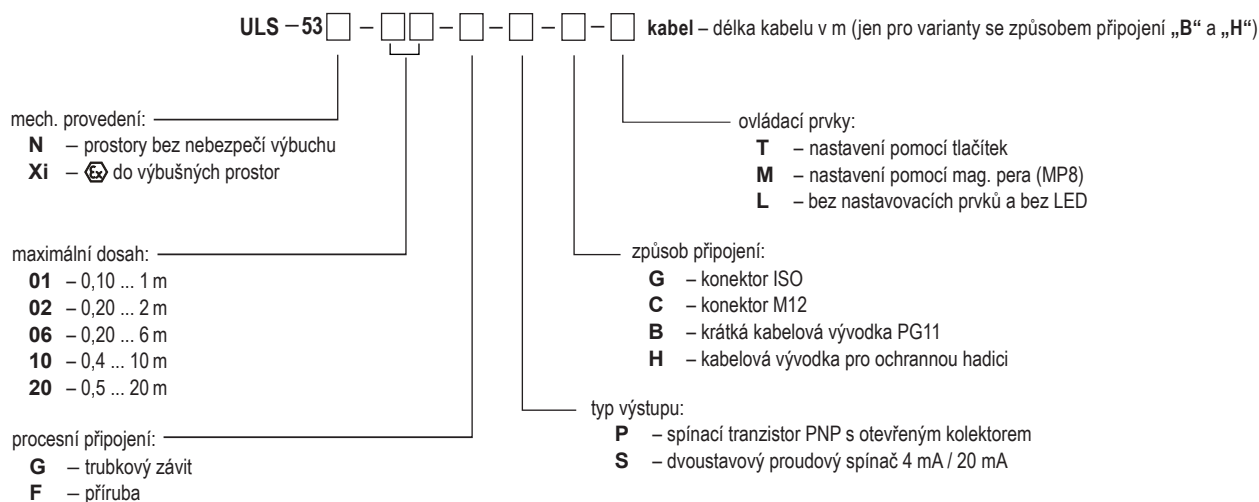 ULS – 53 – – – – – kabel – délka kabelu v m (jen pro varianty se způsobem připojení „B“ a „H“)
mech. provedení:
N – prostory bez nebezpečí výbuchu
Xi – Ex do výbušných prostor
maximální dosah:
01 – 0,10 ... 1 m
02 – 0,20 ... 2 m
06 – 0,20 ... 6 m
10 – 0,4 ... 10 m
20 – 0,5 ... 20 m
procesní připojení:
G – trubkový závit
F – příruba
ovládací prvky:
T – nastavení pomocí tlačítek
M – nastavení pomocí mag. pera (MP8)
L – bez nastavovacích prvků a bez LED
způsob připojení:
G – konektor ISO
C – konektor M12
B – krátká kabelová vývodka PG11
H – kabelová vývodka pro ochrannou hadici
typ výstupu:
P – spínací tranzistor PNP s otevřeným kolektorem
S – dvoustavový proudový spínač 4 mA / 20 mA